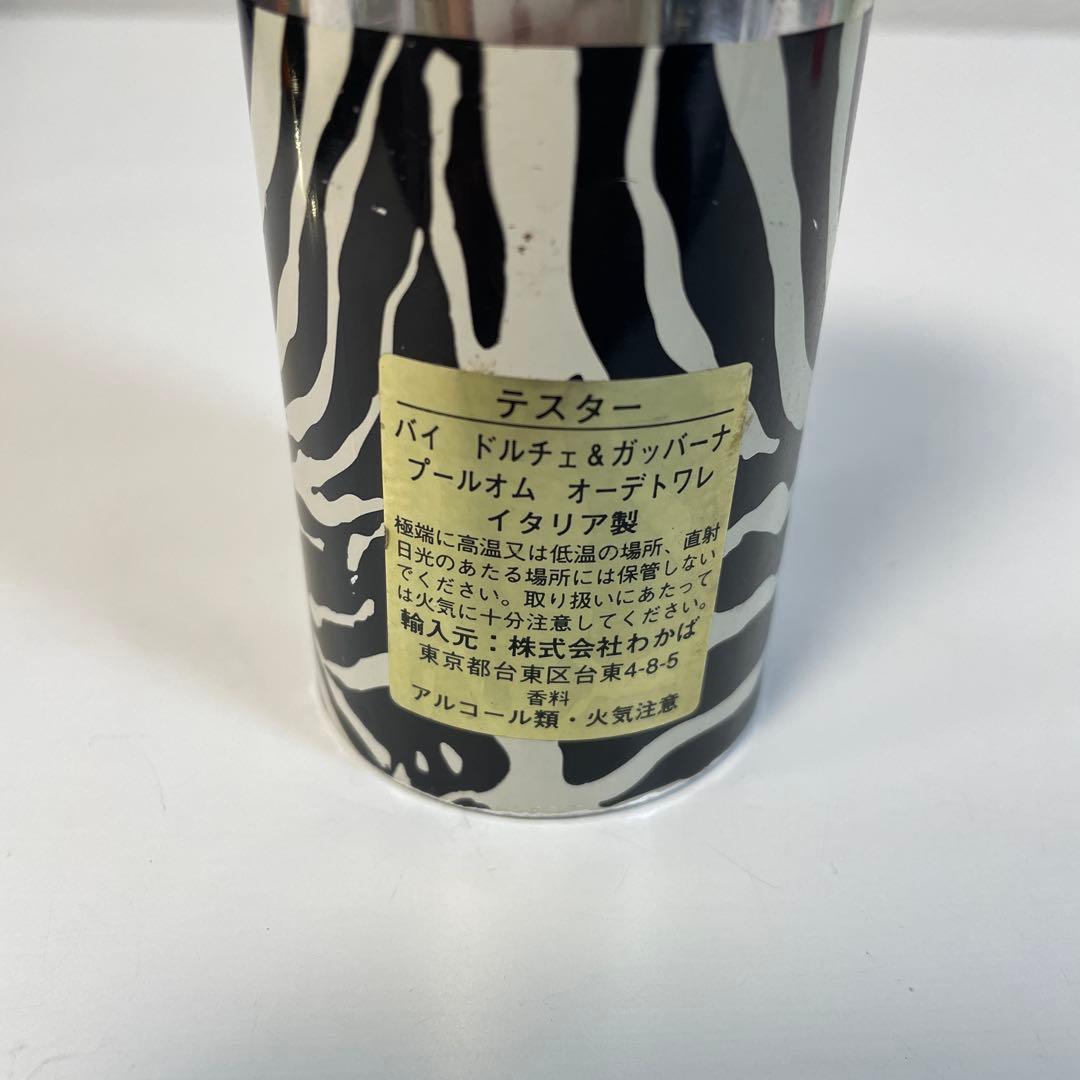 テスター
バイ　ドルチェ&ガッバーナ
プールオム　オーデトワレ
イタリア製
極端に高温又は低温の場所、直射
日光のあたる場所には保管しない
でください。取り扱いにあたって
は火気に十分注意してください。
輸入元：株式会社わかば
東京都台東区台東4-8-5
香料
アルコール類・火気注意